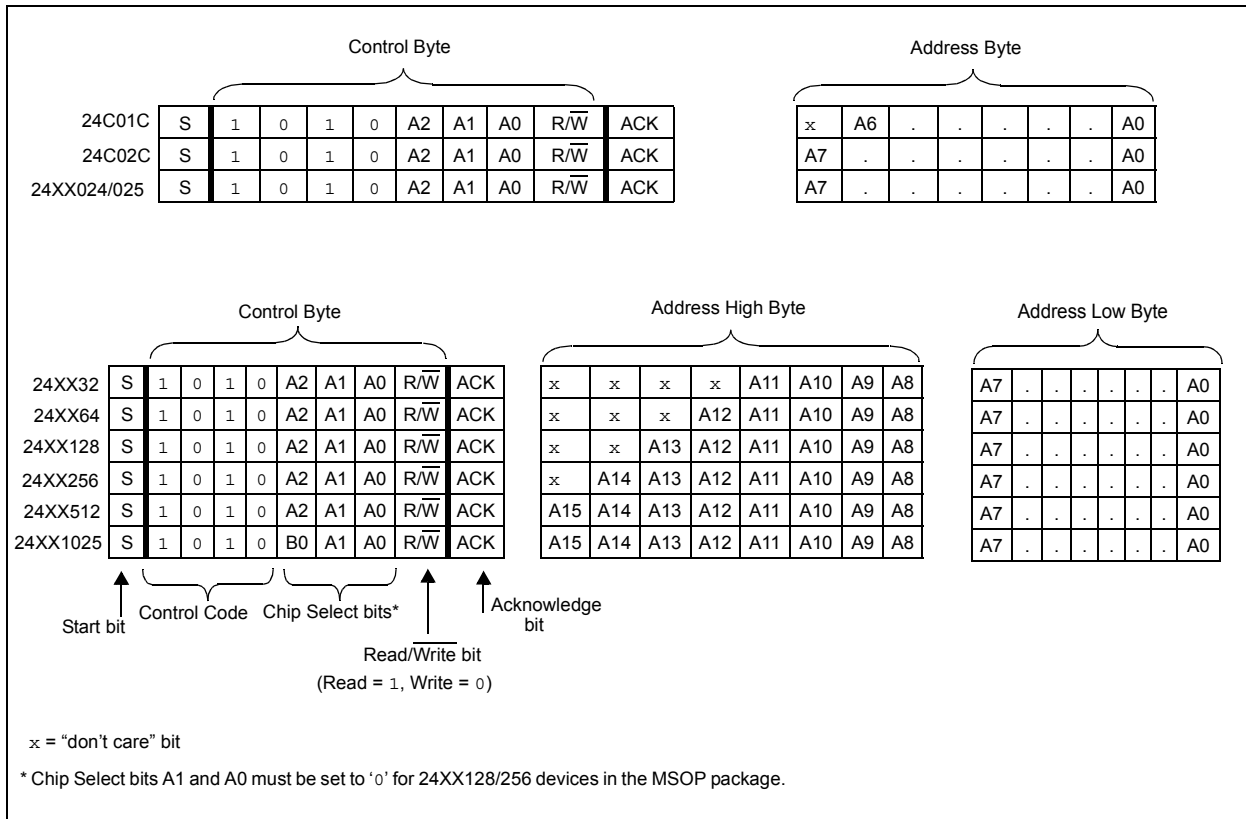 Control Byte Address Byte
24C01C S 1 0 1 0 A2 A1 A0 R/W̅ ACK x A6 . . . . . A0
24C02C S 1 0 1 0 A2 A1 A0 R/W̅ ACK A7 . . . . . . A0
24XX024/025 S 1 0 1 0 A2 A1 A0 R/W̅ ACK A7 . . . . . . A0
Control Byte Address High Byte Address Low Byte
24XX32 S 1 0 1 0 A2 A1 A0 R/W̅ ACK x x x x A11 A10 A9 A8 A7 . . . . . . A0
24XX64 S 1 0 1 0 A2 A1 A0 R/W̅ ACK x x x A12 A11 A10 A9 A8 A7 . . . . . . A0
24XX128 S 1 0 1 0 A2 A1 A0 R/W̅ ACK x x A13 A12 A11 A10 A9 A8 A7 . . . . . . A0
24XX256 S 1 0 1 0 A2 A1 A0 R/W̅ ACK x A14 A13 A12 A11 A10 A9 A8 A7 . . . . . . A0
24XX512 S 1 0 1 0 A2 A1 A0 R/W̅ ACK A15 A14 A13 A12 A11 A10 A9 A8 A7 . . . . . . A0
24XX1025 S 1 0 1 0 B0 A1 A0 R/W̅ ACK A15 A14 A13 A12 A11 A10 A9 A8 A7 . . . . . . A0
Start bit
Control Code
Chip Select bits*
Acknowledge
bit
Read/W̅r̅i̅t̅e̅ bit
(Read = 1, Write = 0)
x = “don’t care” bit
* Chip Select bits A1 and A0 must be set to ‘0’ for 24XX128/256 devices in the MSOP package.